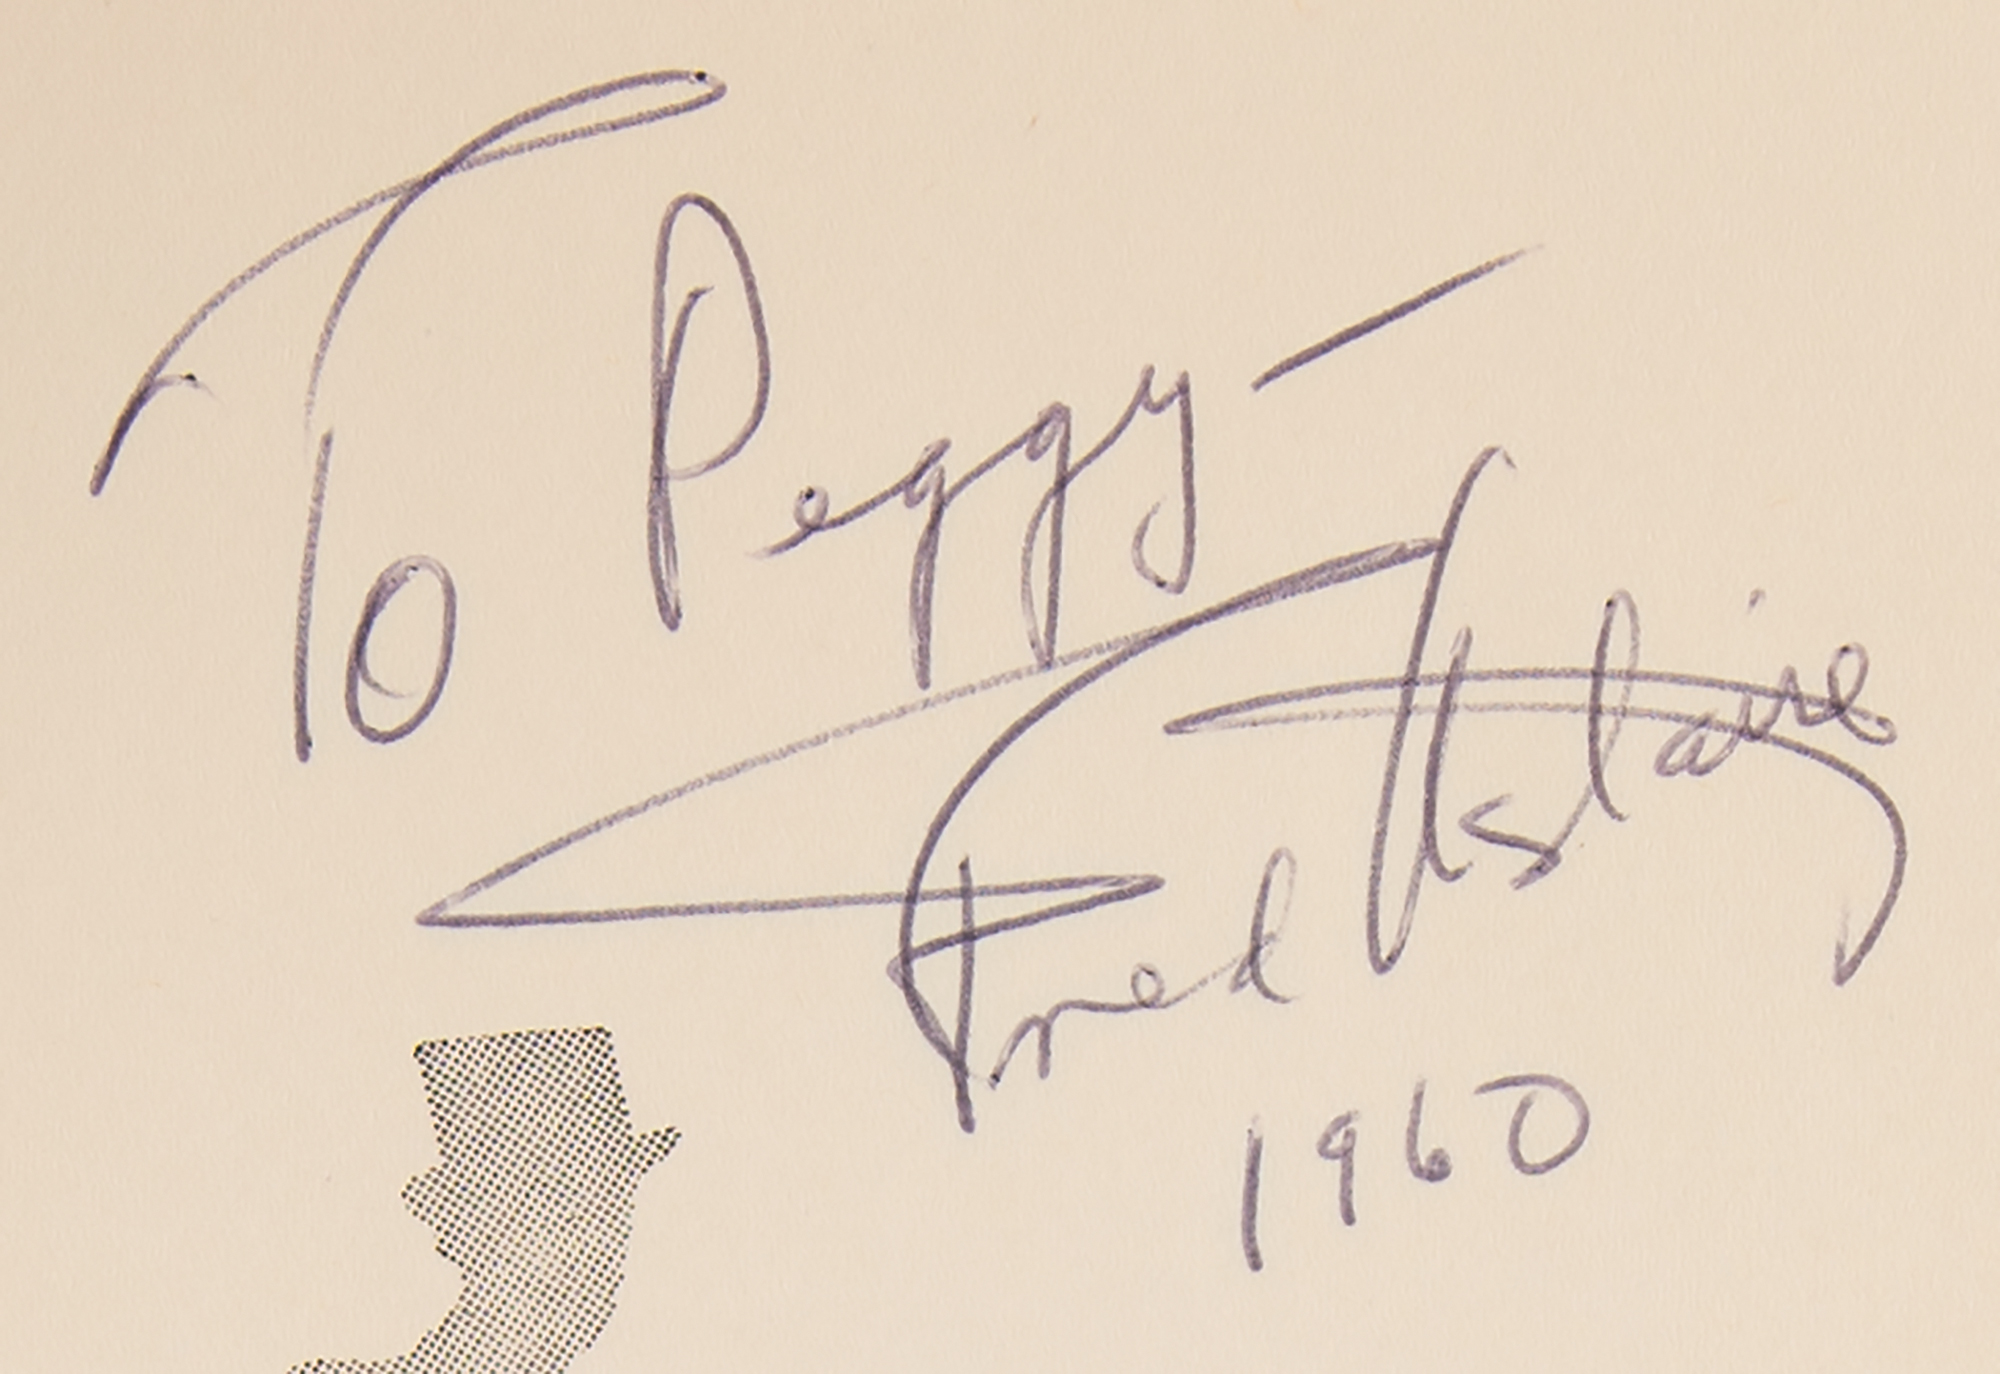 To Peggy —
Fred Astaire
1960